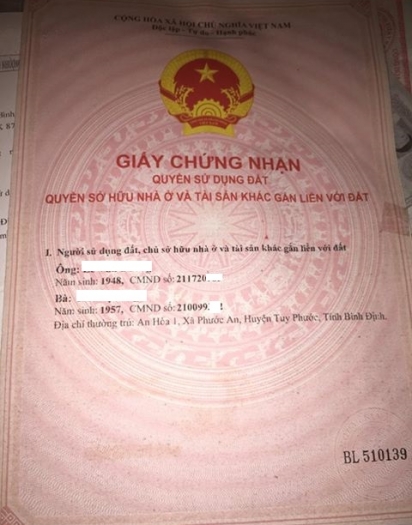 CỘNG HÒA XÃ HỘI CHỦ NGHĨA VIỆT NAM
Độc lập - Tự do - Hạnh phúc
GIẤY CHỨNG NHẬN
QUYỀN SỬ DỤNG ĐẤT
QUYỀN SỞ HỮU NHÀ Ở VÀ TÀI SẢN KHÁC GẮN LIỀN VỚI ĐẤT
I. Người sử dụng đất, chủ sở hữu nhà ở và tài sản khác gắn liền với đất
Ông:
Năm sinh: 1948, CMND số: 211720
Bà:
Năm sinh: 1957, CMND số: 210099
Địa chỉ thường trú: An Hòa 1, Xã Phước An, Huyện Tuy Phước, Tỉnh Bình Định.
BL 510139